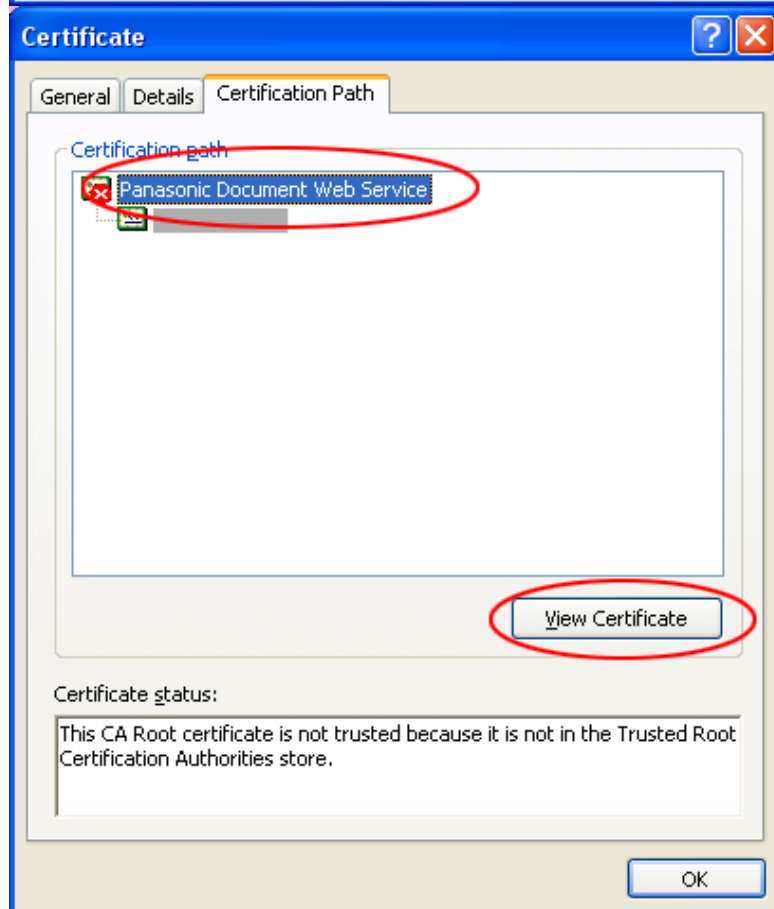 Certificate
General Details Certification Path
Certification path
Panasonic Document Web Service
View Certificate
Certificate status:
This CA Root certificate is not trusted because it is not in the Trusted Root
Certification Authorities store.
OK